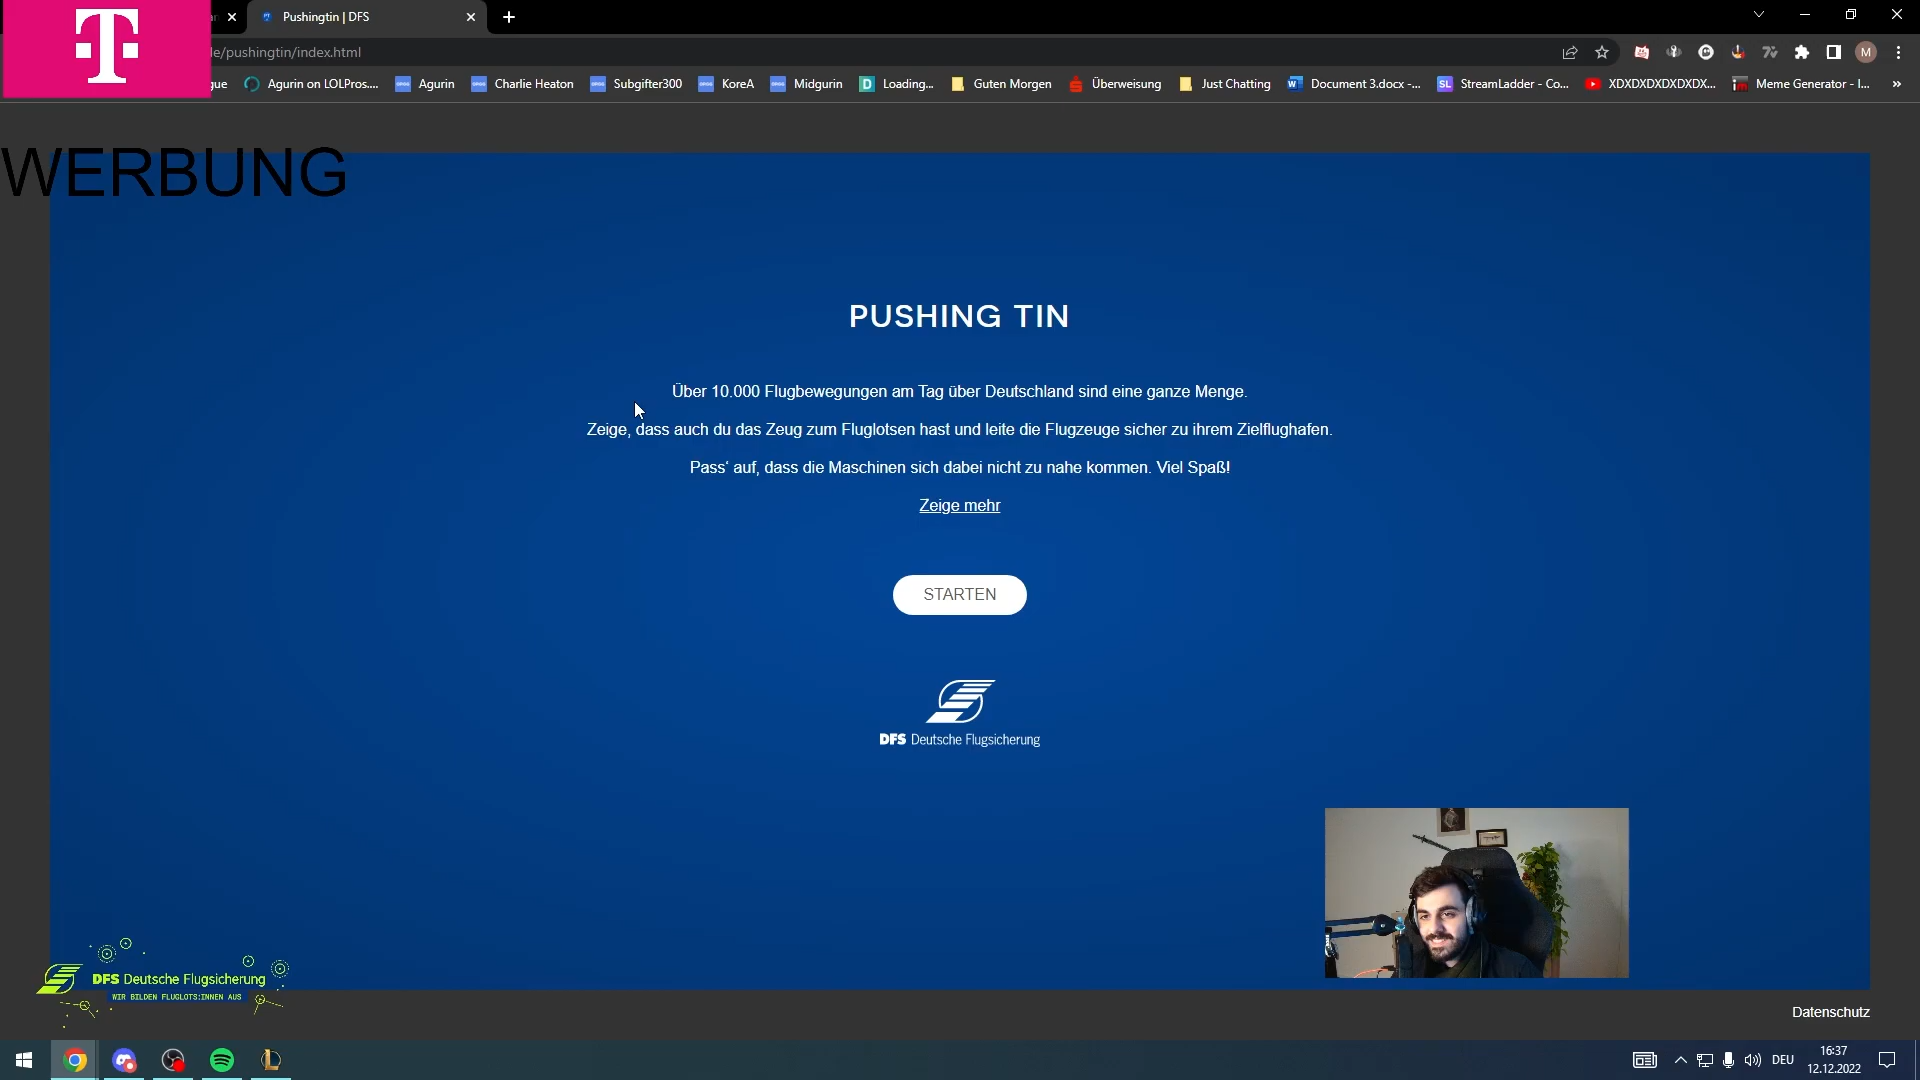 Pushingtin | DFS
le/pushingtin/index.html
M
gue
Agurin on LOLPros....
Agurin
Charlie Heaton
Subgifter300
KoreA
Midgurin
D
Loading...
Guten Morgen
Überweisung
Just Chatting
W
Document 3.docx -...
SL
StreamLadder - Co...
XDXDXDXDXDXDX...
Meme Generator - I...
»
T
WERBUNG
PUSHING TIN
Über 10.000 Flugbewegungen am Tag über Deutschland sind eine ganze Menge.
Zeige, dass auch du das Zeug zum Fluglotsen hast und leite die Flugzeuge sicher zu ihrem Zielflughafen.
Pass' auf, dass die Maschinen sich dabei nicht zu nahe kommen. Viel Spaß!
Zeige mehr
STARTEN
DFS Deutsche Flugsicherung
DFS Deutsche Flugsicherung
WIR BILDEN FLUGLOTS:INNEN AUS
Datenschutz
DEU
16:37
12.12.2022